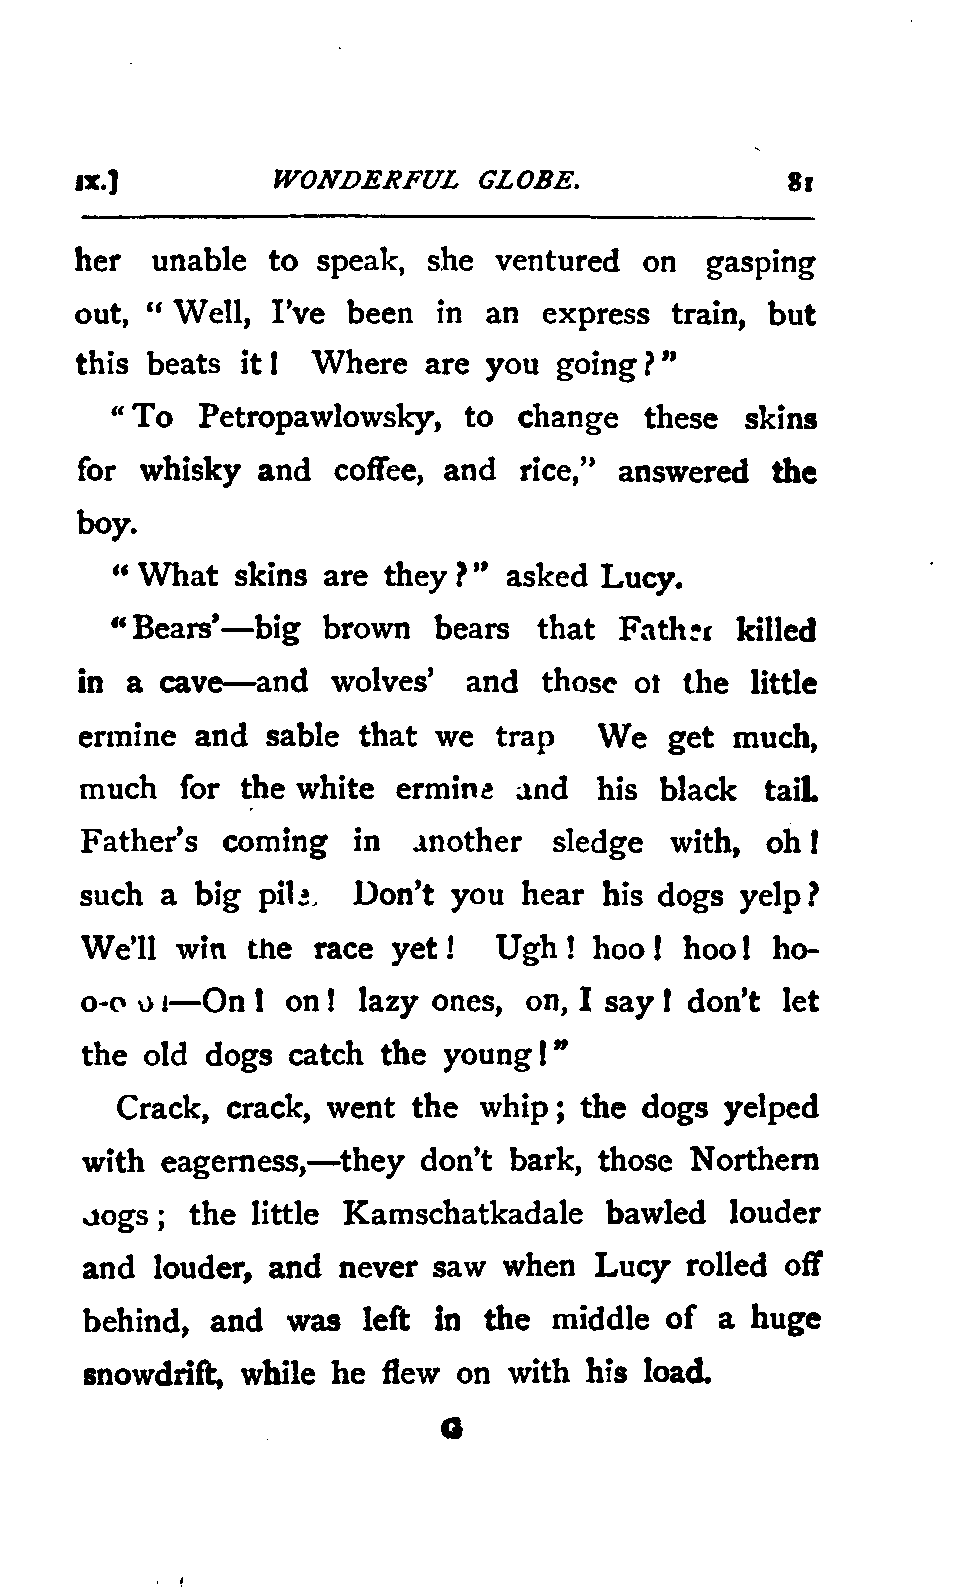 IX.] WONDERFUL GLOBE. 81
her unable to speak, she ventured on gasping
out, "Well, I've been in an express train, but
this beats it! Where are you going?"
"To Petropawlowsky, to change these skins
for whisky and coffee, and rice," answered the
boy.
"What skins are they?" asked Lucy.
"Bears'—big brown bears that Father killed
in a cave—and wolves' and those of the little
ermine and sable that we trap We get much,
much for the white ermine and his black tail.
Father's coming in another sledge with, oh!
such a big pile. Don't you hear his dogs yelp?
We'll win the race yet! Ugh! hoo! hoo! ho-
o-o o!—On! on! lazy ones, on, I say! don't let
the old dogs catch the young!"
Crack, crack, went the whip; the dogs yelped
with eagerness,—they don't bark, those Northern
dogs; the little Kamschatkadale bawled louder
and louder, and never saw when Lucy rolled off
behind, and was left in the middle of a huge
snowdrift, while he flew on with his load.
G